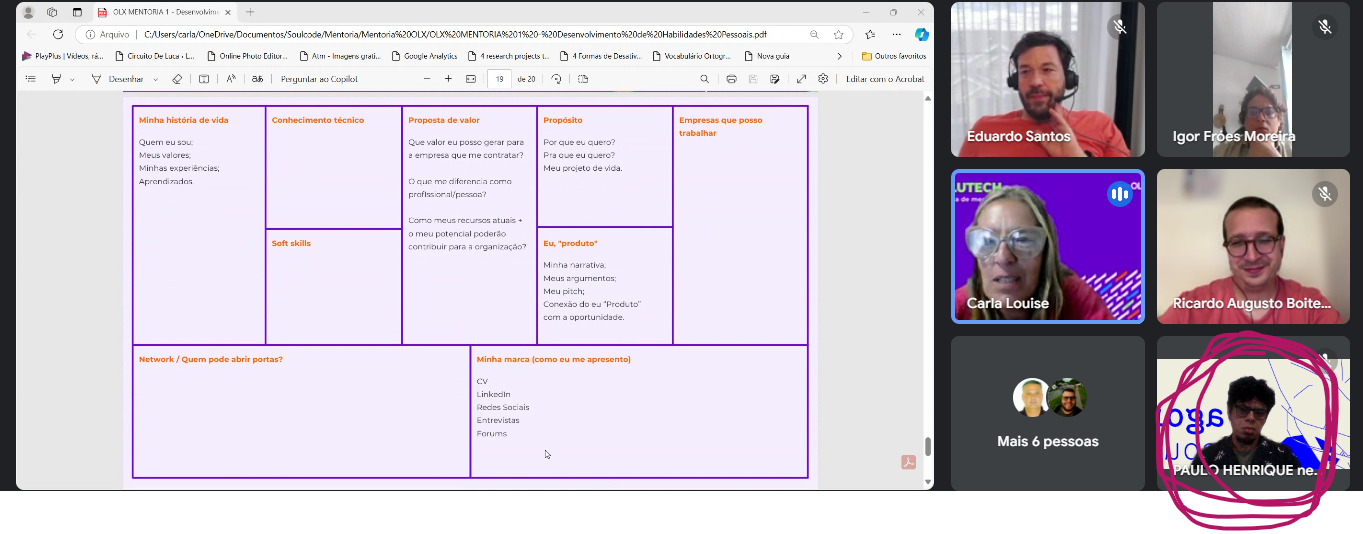 OLX MENTORIA 1 - Desenvolvime
Arquivo
C:/Users/carla/OneDrive/Documentos/Soulcode/Mentoria/Mentoria%20OLX/OLX%20MENTORIA%201%20-%20Desenvolvimento%20de%20Habilidades%20Pessoais.pdf
PlayPlus | Vídeos, rá...
Circuito De Luca - L...
Online Photo Editor...
Atm - Imagens grati...
Google Analytics
4 research projects t...
4 Formas de Desativ...
Vocabulário Ortogr...
Nova guia
Outros favoritos
Desenhar
Perguntar ao Copilot
19 de 20
Editar com o Acrobat
Minha história de vida
Quem eu sou;
Meus valores;
Minhas experiências;
Aprendizados.
Conhecimento técnico
Soft skills
Proposta de valor
Que valor eu posso gerar para
a empresa que me contratar?
O que me diferencia como
profissional/pessoa?
Como meus recursos atuais +
o meu potencial poderão
contribuir para a organização?
Propósito
Por que eu quero?
Pra que eu quero?
Meu projeto de vida.
Eu, "produto"
Minha narrativa;
Meus argumentos;
Meu pitch;
Conexão do eu "Produto"
com a oportunidade.
Empresas que posso
trabalhar
Network / Quem pode abrir portas?
Minha marca (como eu me apresento)
CV
LinkedIn
Redes Sociais
Entrevistas
Forums
Eduardo Santos
Igor Fróes Moreira
LUTECH
Carla Louise
Ricardo Augusto Boite...
Mais 6 pessoas
PAULO HENRIQUE ne...